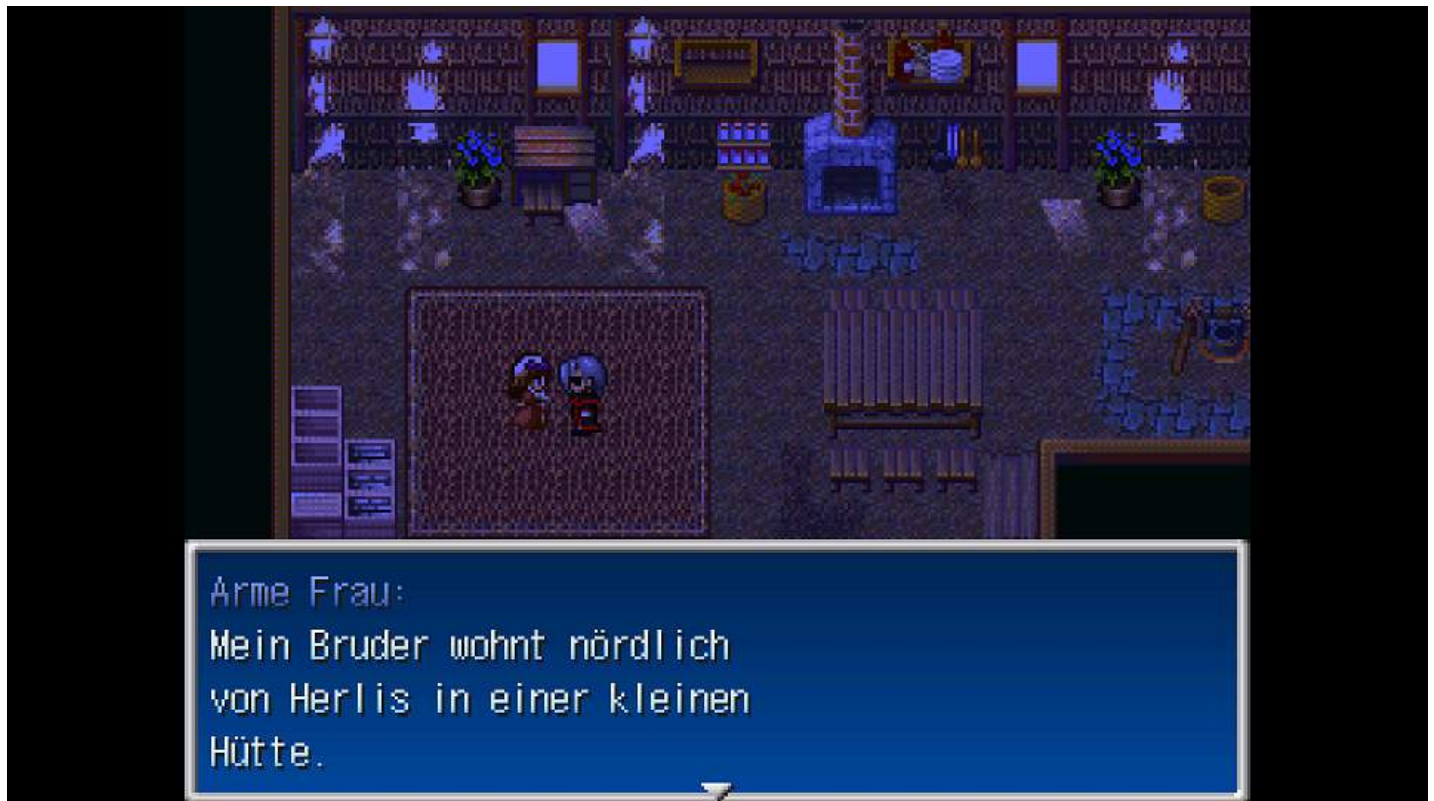 Arme Frau:
Mein Bruder wohnt nördlich
von Herlis in einer kleinen
Hütte.